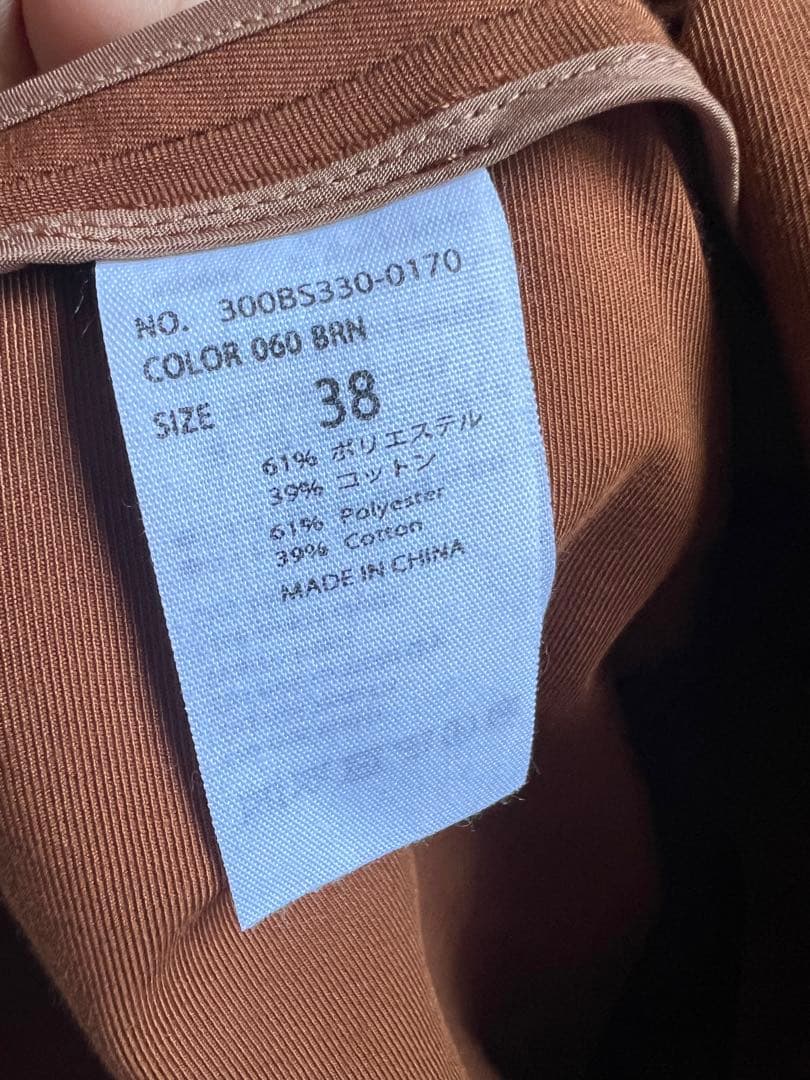 NO. 300BS330-0170
COLOR 060 BRN
SIZE 38
61% ポリエステル
39% コットン
61% Polyester
39% Cotton
MADE IN CHINA